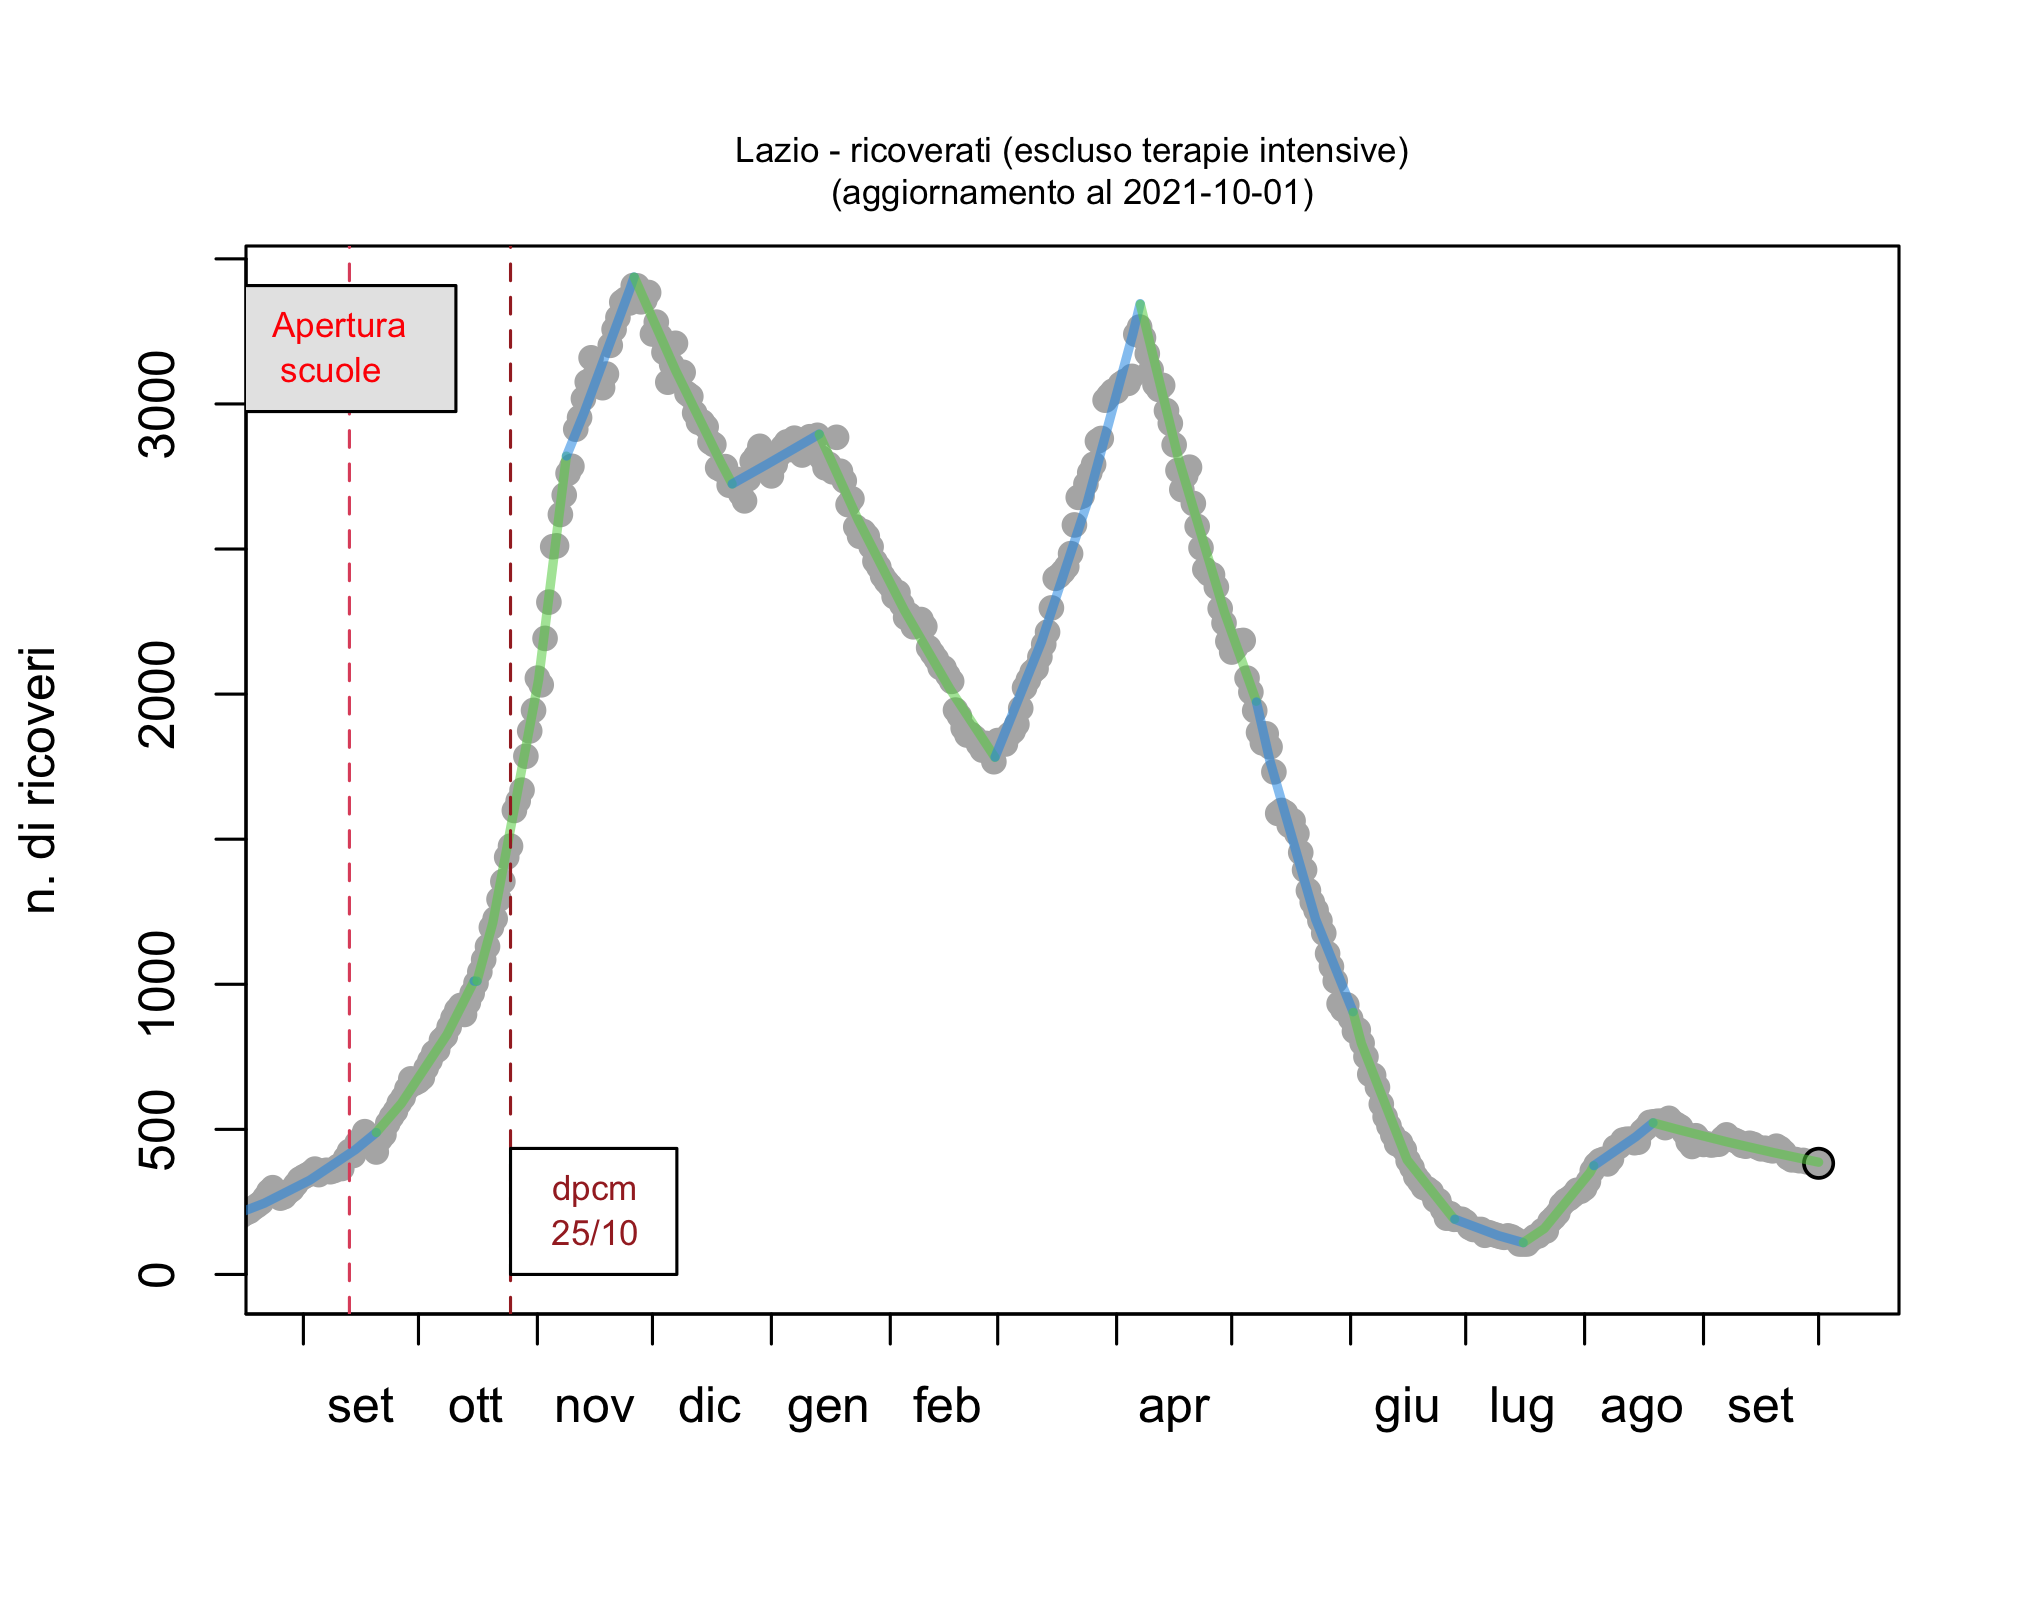 Lazio - ricoverati (escluso terapie intensive)
(aggiornamento al 2021-10-01)
Apertura
scuole
3000
2000
1000
500
0
n. di ricoveri
dpcm
25/10
set ott nov dic gen feb apr giu lug ago set